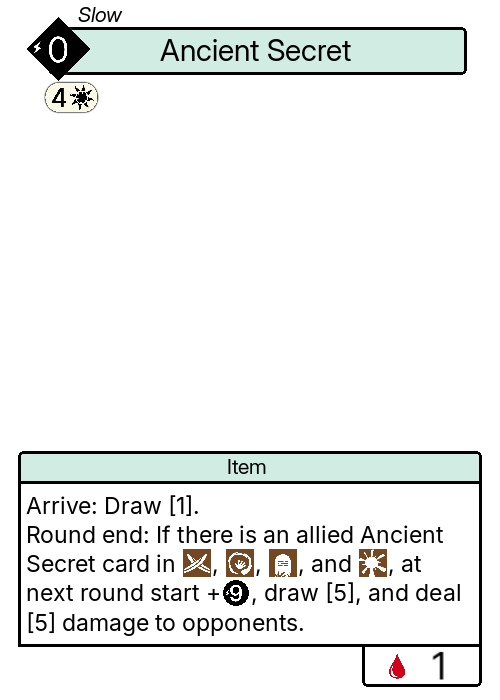 Slow
0 Ancient Secret
4
Item
Arrive: Draw [1].
Round end: If there is an allied Ancient
Secret card in , , , and , at
next round start +9, draw [5], and deal
[5] damage to opponents.
1